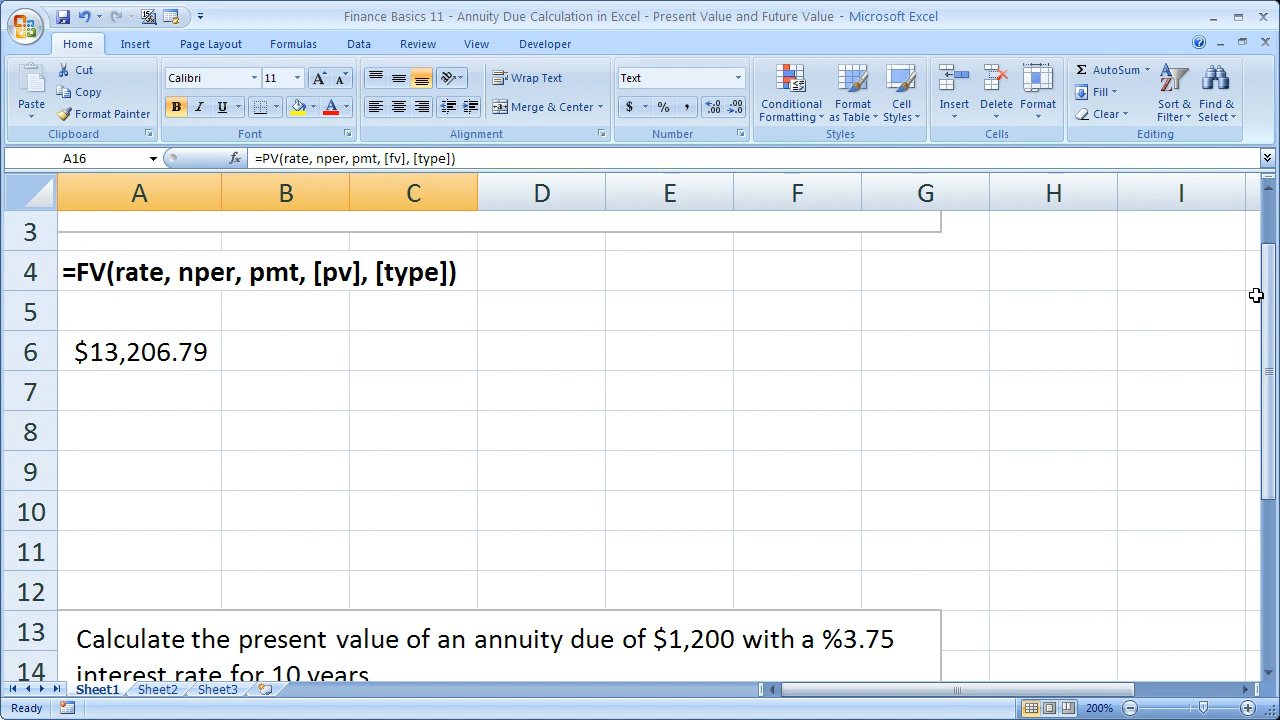 Finance Basics 11 - Annuity Due Calculation in Excel - Present Value and Future Value - Microsoft Excel
Home Insert Page Layout Formulas Data Review View Developer
Paste Cut Copy Format Painter
Calibri 11 B I U A A A
Wrap Text
Merge & Center
Text
$ % , .00
Conditional Formatting Format as Table Cell Styles
Insert Delete Format
Σ AutoSum Fill Clear Sort & Filter Find & Select
Clipboard Font Alignment Number Styles Cells Editing
A16 fx =PV(rate, nper, pmt, [fv], [type])
A B C D E F G H I
3
4 =FV(rate, nper, pmt, [pv], [type])
5
6 $13,206.79
7
8
9
10
11
12
13 Calculate the present value of an annuity due of $1,200 with a %3.75
14 interest rate for 10 years
Sheet1 Sheet2 Sheet3
Ready 200%